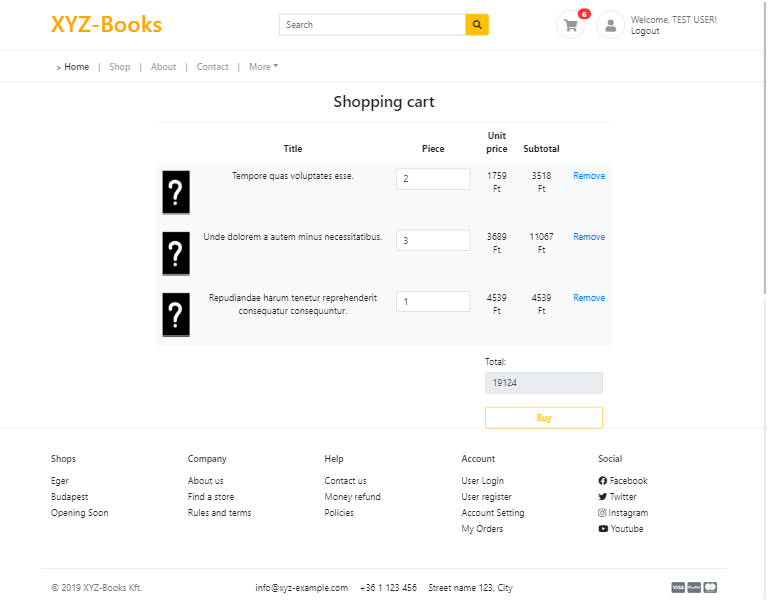 XYZ-Books
Search
6
Welcome, TEST USER!
Logout
> Home | Shop | About | Contact | More
Shopping cart
Title Piece Unit price Subtotal
? Tempore quas voluptates esse. 2 1759 Ft 3518 Ft Remove
? Unde dolorem a autem minus necessitatibus. 3 3689 Ft 11067 Ft Remove
? Repudiandae harum tenetur reprehenderit consequatur consequuntur. 1 4539 Ft 4539 Ft Remove
Total:
19124
Buy
Shops Company Help Account Social
Eger About us Contact us User Login Facebook
Budapest Find a store Money refund User register Twitter
Opening Soon Rules and terms Policies Account Setting Instagram
My Orders Youtube
© 2019 XYZ-Books Kft. info@xyz-example.com +36 1 123 456 Street name 123, City VISA PayPal